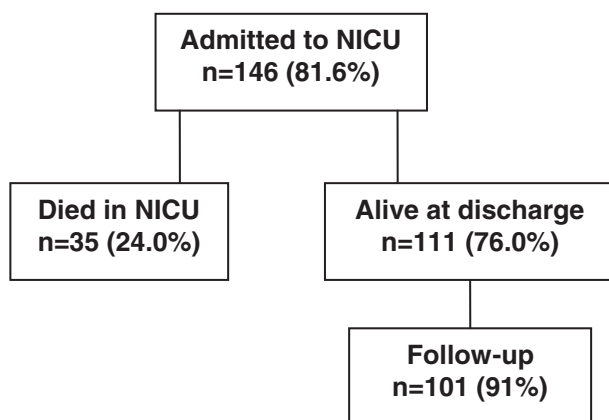 Admitted to NICU
n=146 (81.6%)
Died in NICU
n=35 (24.0%)
Alive at discharge
n=111 (76.0%)
Follow-up
n=101 (91%)